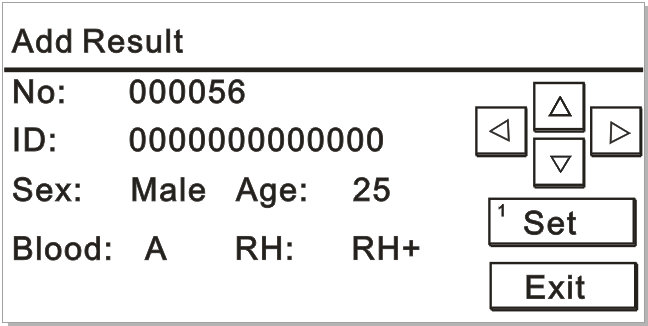 Add Result
No: 000056
ID: 0000000000000
Sex: Male Age: 25
Blood: A RH: RH+
1 Set
Exit